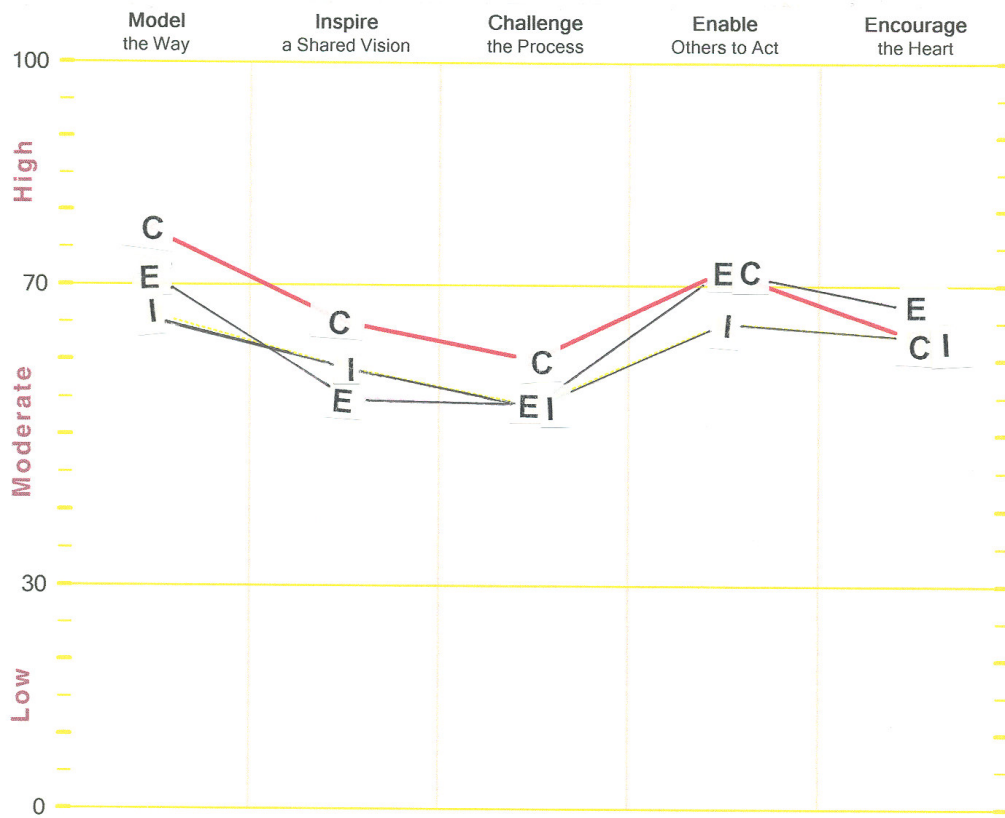 Model
the Way
Inspire
a Shared Vision
Challenge
the Process
Enable
Others to Act
Encourage
the Heart
100
High
C
E
70
I
C
I
E
Moderate
C
E I
E C
I
E
C I
30
Low
0